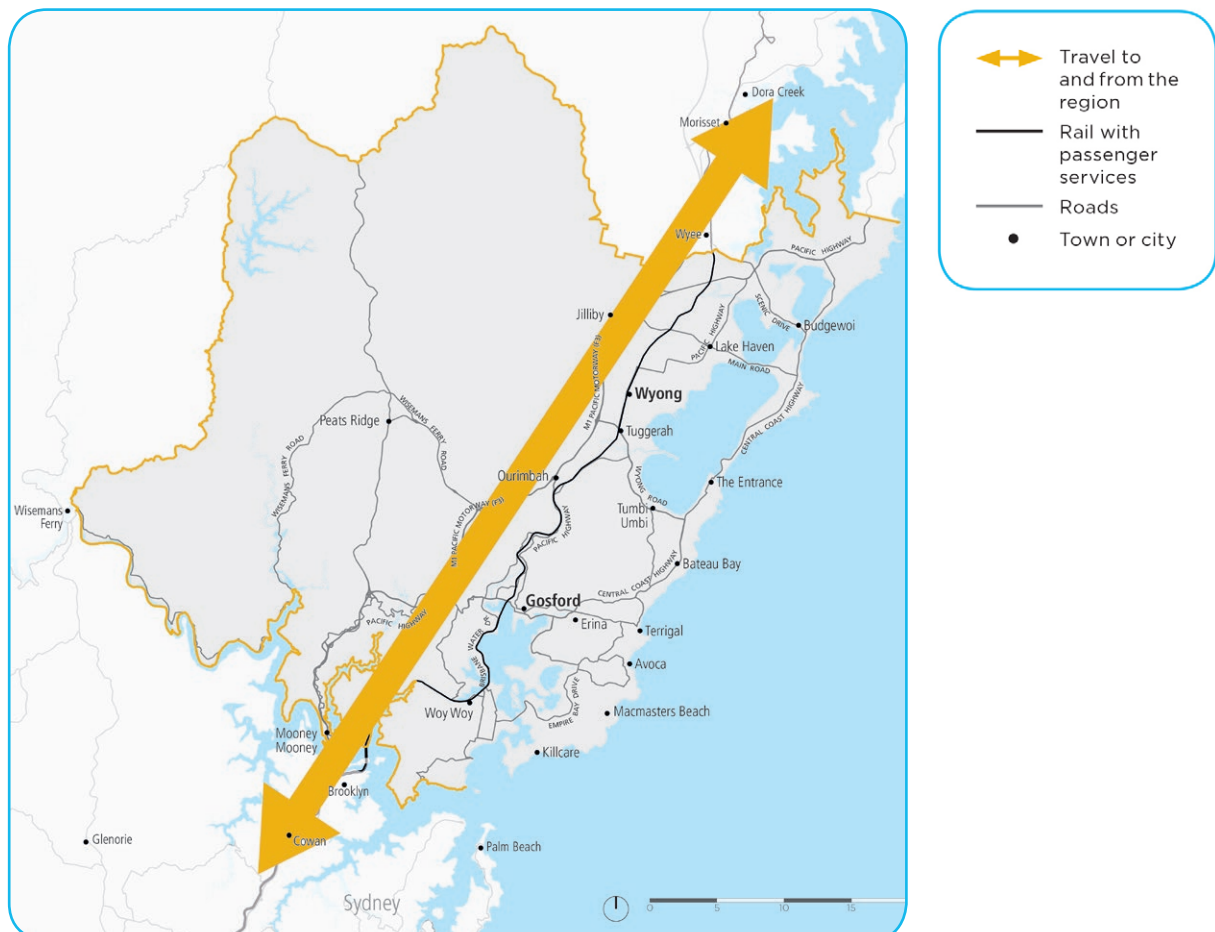 Dora Creek
Morisset
Wyee
PACIFIC HIGHWAY
SCENIC DRIVE
Jilliby
Budgewoi
PACIFIC HIGHWAY
Lake Haven
MAIN ROAD
M1 PACIFIC MOTORWAY (F3)
Wyong
CENTRAL COAST HIGHWAY
Peats Ridge
WISEMANS FERRY ROAD
WISEMANS FERRY ROAD
Tuggerah
Ourimbah
WYONG ROAD
The Entrance
Wisemans
Ferry
M1 PACIFIC MOTORWAY (F3)
PACIFIC HIGHWAY
Tumbi
Umbi
Bateau Bay
CENTRAL COAST HIGHWAY
Gosford
PACIFIC HIGHWAY
Erina
Terrigal
BRISBANE WATER DR
Avoca
Woy Woy
EMPIRE BAY DRIVE
Macmasters Beach
Mooney
Mooney
Killcare
Brooklyn
Cowan
Glenorie
Palm Beach
Sydney
0 5 10 15
Travel to
and from the
region
Rail with
passenger
services
Roads
Town or city